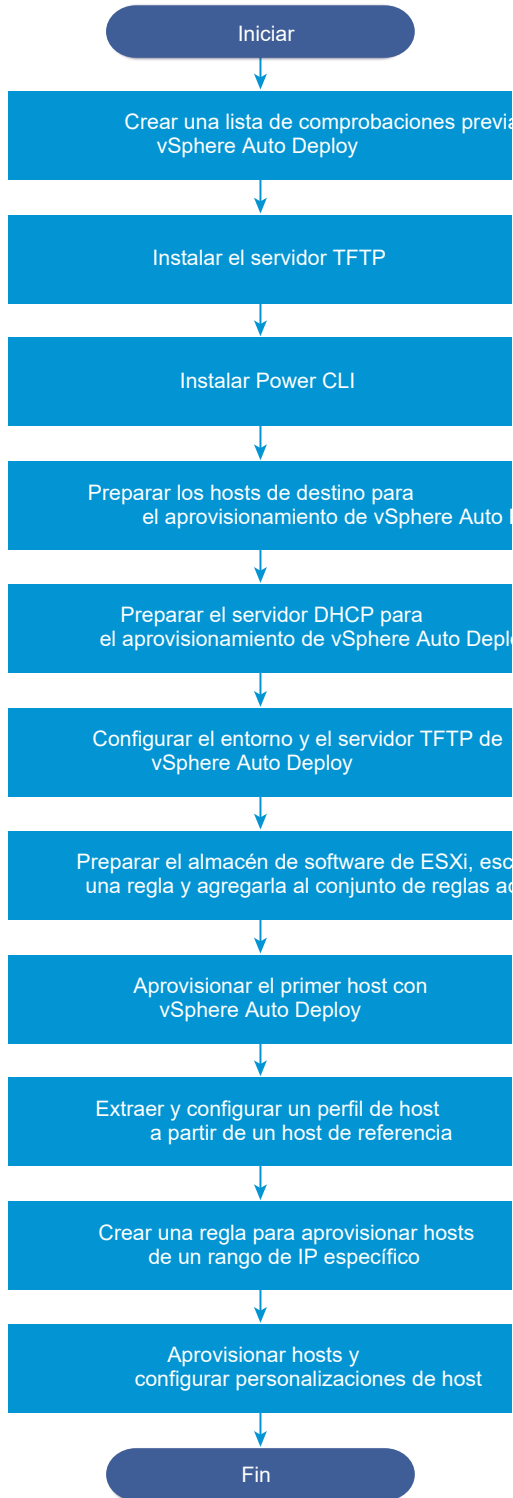 Iniciar
Crear una lista de comprobaciones previa
vSphere Auto Deploy
Instalar el servidor TFTP
Instalar Power CLI
Preparar los hosts de destino para
el aprovisionamiento de vSphere Auto
Preparar el servidor DHCP para
el aprovisionamiento de vSphere Auto Deplo
Configurar el entorno y el servidor TFTP de
vSphere Auto Deploy
Preparar el almacén de software de ESXi, esc
una regla y agregarla al conjunto de reglas ac
Aprovisionar el primer host con
vSphere Auto Deploy
Extraer y configurar un perfil de host
a partir de un host de referencia
Crear una regla para aprovisionar hosts
de un rango de IP específico
Aprovisionar hosts y
configurar personalizaciones de host
Fin